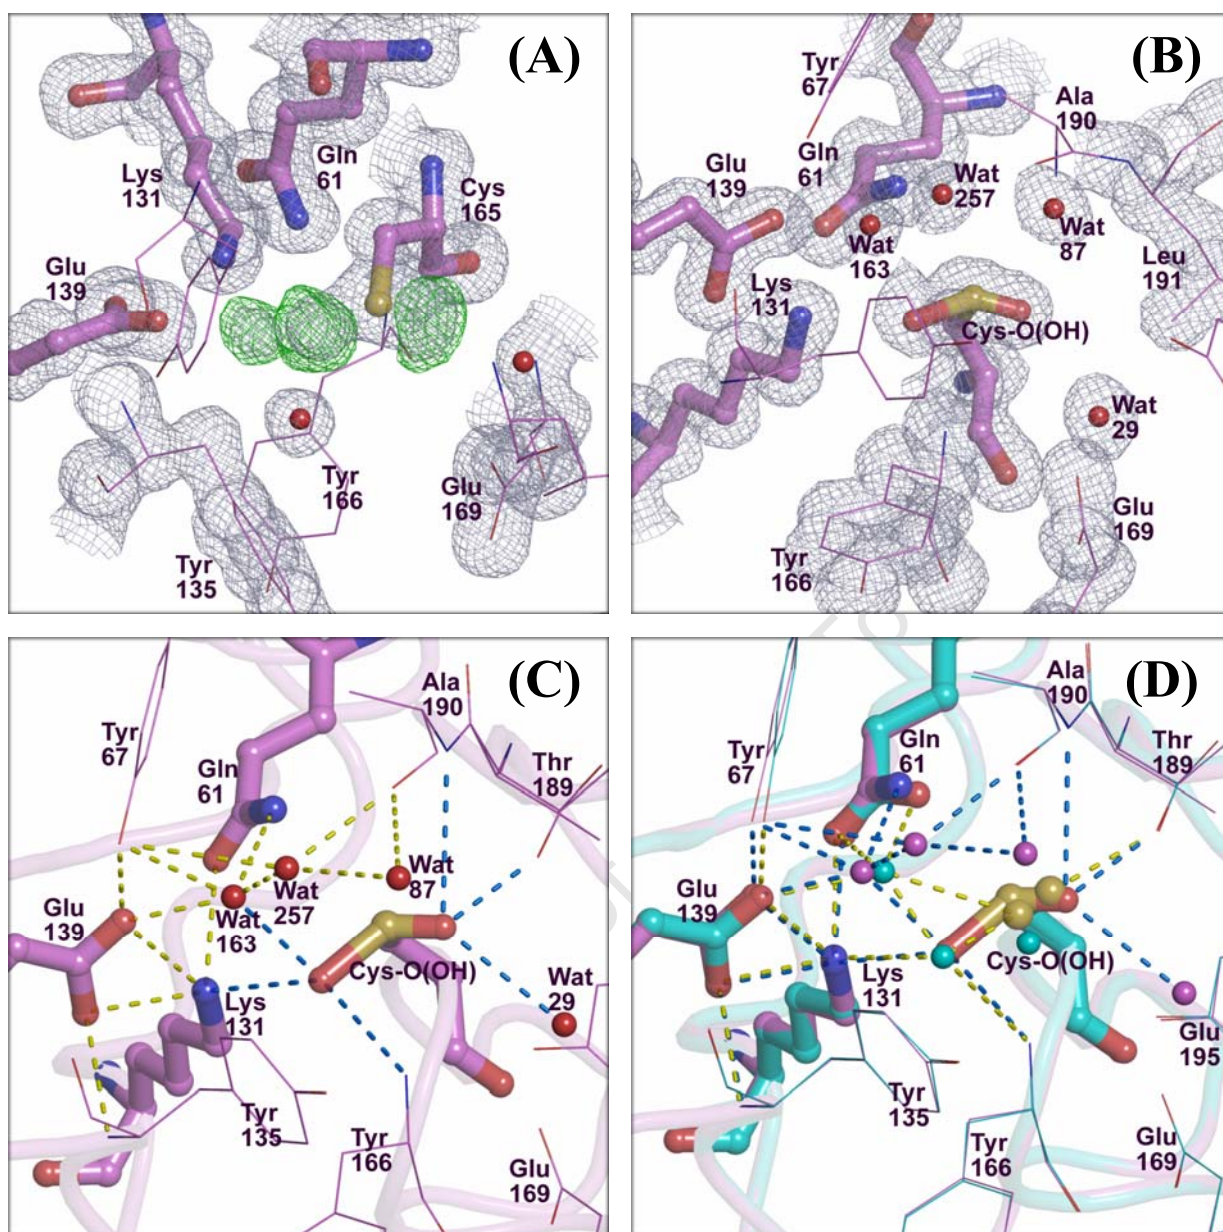 (A)
Gln
61
Lys
131
Cys
165
Glu
139
Tyr
166
Glu
169
Tyr
135
(B)
Tyr
67
Ala
190
Glu
139
Gln
61
Wat
257
Wat
87
Wat
163
Leu
191
Lys
131
Cys-O(OH)
Wat
29
Tyr
166
Glu
169
(C)
Ala
190
Tyr
67
Thr
189
Gln
61
Wat
87
Wat
257
Glu
139
Wat
163
Cys-O(OH)
Lys
131
Wat
29
Tyr
135
Tyr
166
Glu
169
(D)
Ala
190
Tyr
67
Gln
61
Thr
189
Glu
139
Cys-O(OH)
Lys
131
Glu
195
Tyr
135
Tyr
166
Glu
169